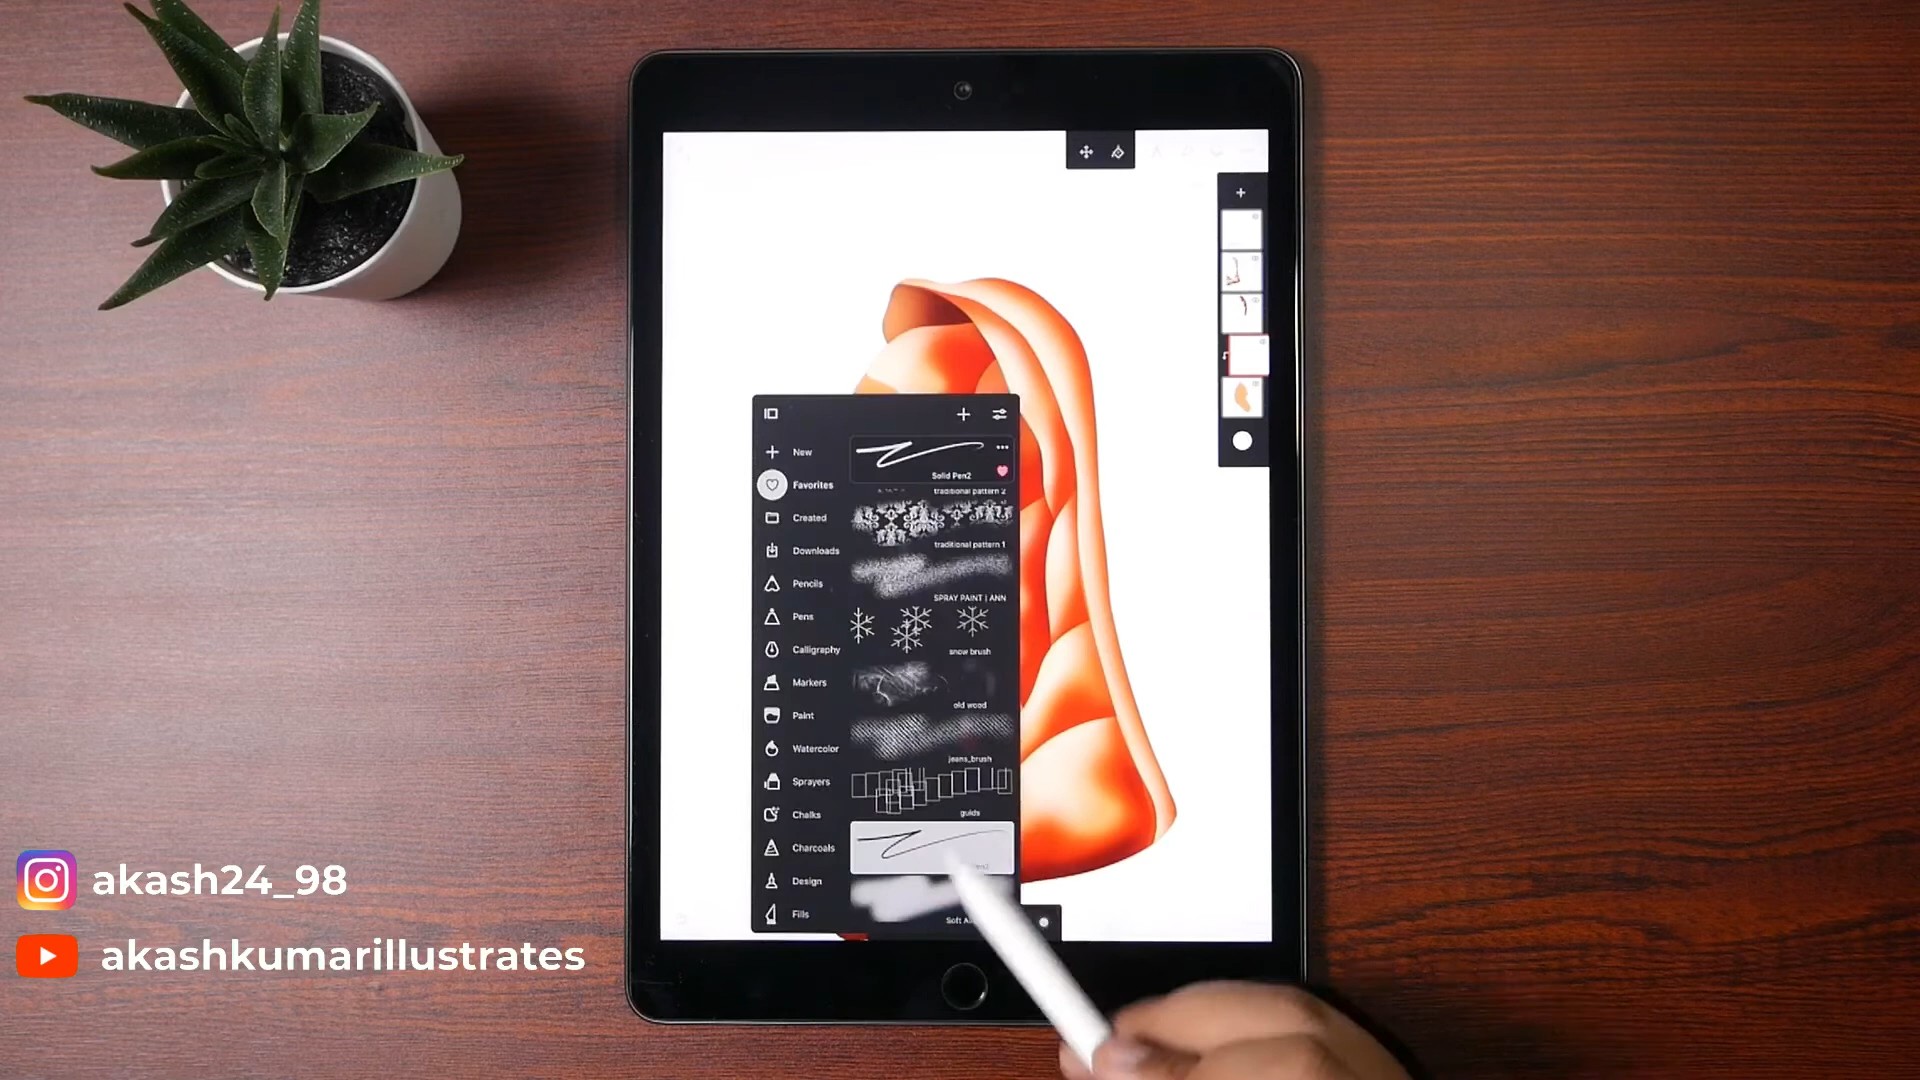 New
Favorites
Created
Downloads
Pencils
Pens
Calligraphy
Markers
Paint
Watercolor
Sprayers
Chalks
Charcoals
Design
Fills
Solid Pen2
traditional pattern 2
traditional pattern 1
SPRAY PAINT | ANN
snow brush
old wood
jeans_brush
guids
Soft
akash24_98
akashkumarillustrates